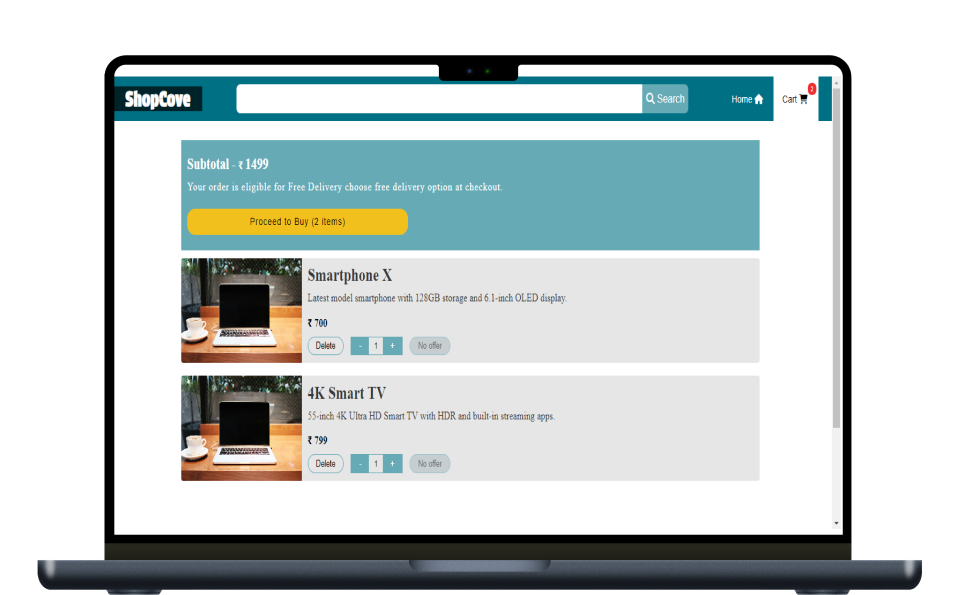 ShopCove
Search
Home
Cart
2
Subtotal - ₹ 1499
Your order is eligible for Free Delivery choose free delivery option at checkout.
Proceed to Buy (2 items)
Smartphone X
Latest model smartphone with 128GB storage and 6.1-inch OLED display.
₹ 700
Delete - 1 + No offer
4K Smart TV
55-inch 4K Ultra HD Smart TV with HDR and built-in streaming apps.
₹ 799
Delete - 1 + No offer